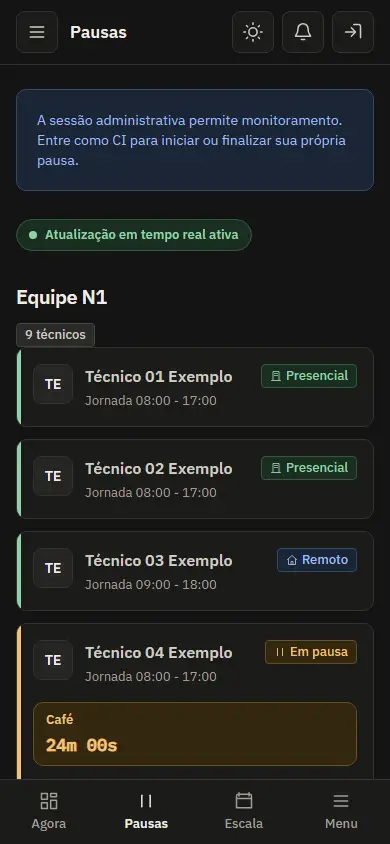 Pausas
A sessão administrativa permite monitoramento.
Entre como CI para iniciar ou finalizar sua própria
pausa.
Atualização em tempo real ativa
Equipe N1
9 técnicos
TE
Técnico 01 Exemplo
Presencial
Jornada 08:00 - 17:00
TE
Técnico 02 Exemplo
Presencial
Jornada 08:00 - 17:00
TE
Técnico 03 Exemplo
Remoto
Jornada 09:00 - 18:00
TE
Técnico 04 Exemplo
Em pausa
Jornada 08:00 - 17:00
Café
24m 00s
Agora
Pausas
Escala
Menu